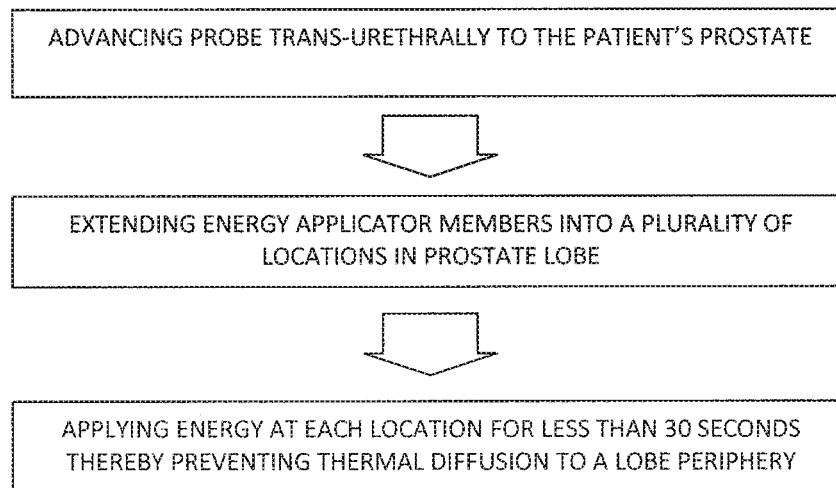 ADVANCING PROBE TRANS-URETHRALLY TO THE PATIENT'S PROSTATE
EXTENDING ENERGY APPLICATOR MEMBERS INTO A PLURALITY OF
LOCATIONS IN PROSTATE LOBE
APPLYING ENERGY AT EACH LOCATION FOR LESS THAN 30 SECONDS
THEREBY PREVENTING THERMAL DIFFUSION TO A LOBE PERIPHERY